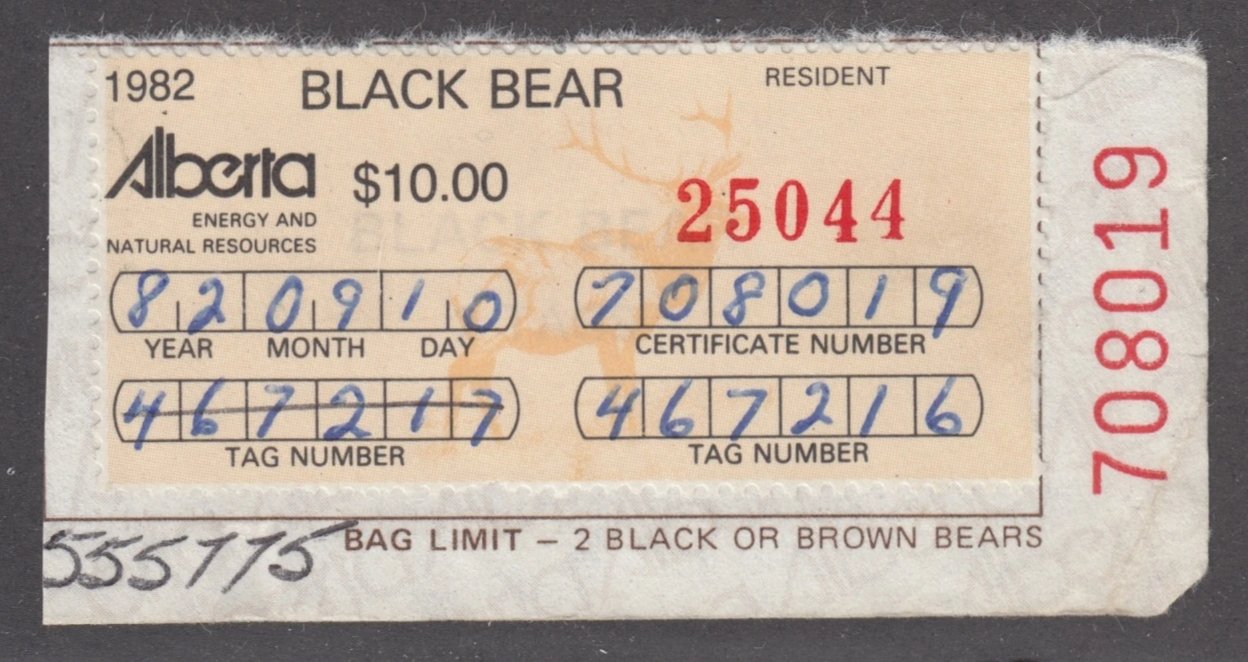 1982 BLACK BEAR RESIDENT
Alberta $10.00
ENERGY AND
NATURAL RESOURCES
25044
820910 708019
YEAR MONTH DAY CERTIFICATE NUMBER
467217 467216
TAG NUMBER TAG NUMBER
BAG LIMIT – 2 BLACK OR BROWN BEARS
555775
708019